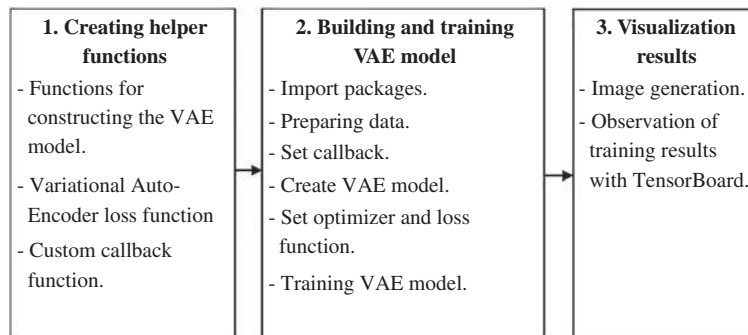 1. Creating helper
functions
- Functions for
constructing the VAE
model.
- Variational Auto-
Encoder loss function
- Custom callback
function.
2. Building and training
VAE model
- Import packages.
- Preparing data.
- Set callback.
- Create VAE model.
- Set optimizer and loss
function.
- Training VAE model.
3. Visualization
results
- Image generation.
- Observation of
training results
with TensorBoard.